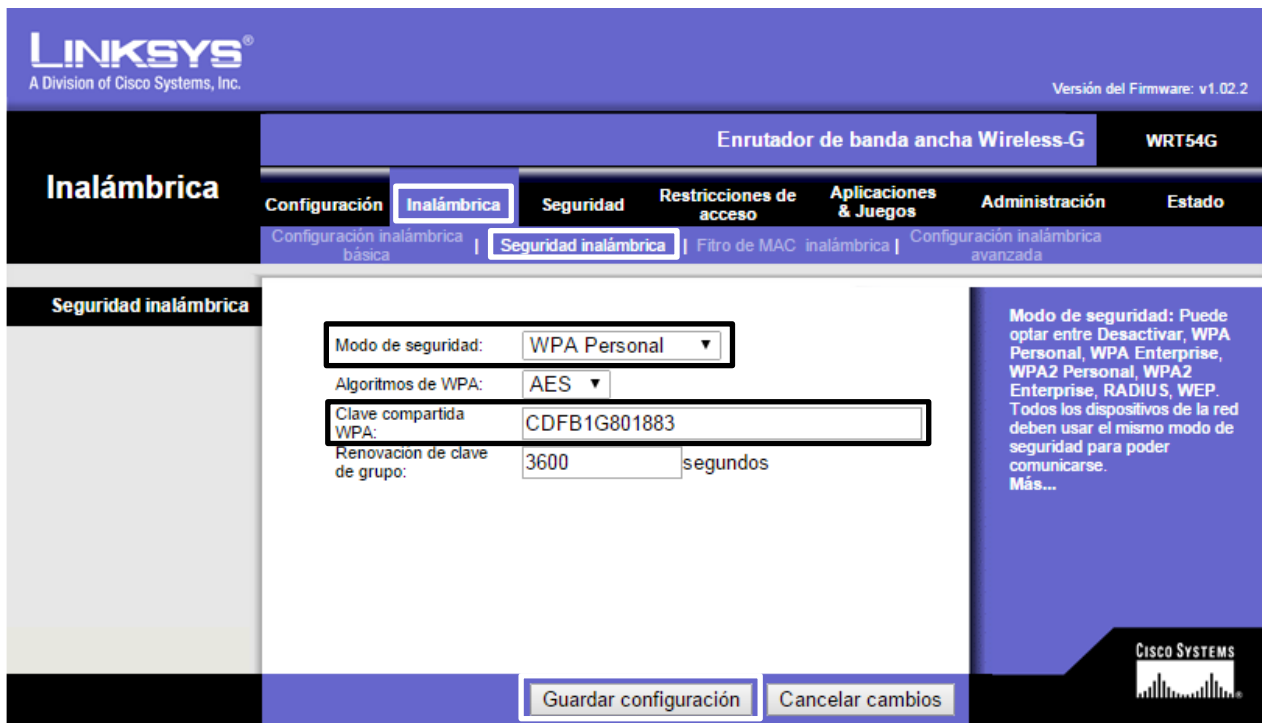 LINKSYS®
A Division of Cisco Systems, Inc.
Versión del Firmware: v1.02.2
Enrutador de banda ancha Wireless-G
WRT54G
Inalámbrica
Configuración
Inalámbrica
Seguridad
Restricciones de
acceso
Aplicaciones
& Juegos
Administración
Estado
Configuración inalámbrica
básica
| Seguridad inalámbrica | Fitro de MAC inalámbrica |
Configuración inalámbrica
avanzada
Seguridad inalámbrica
Modo de seguridad: WPA Personal
Algoritmos de WPA: AES
Clave compartida
WPA: CDFB1G801883
Renovación de clave
de grupo: 3600 segundos
Modo de seguridad: Puede
optar entre Desactivar, WPA
Personal, WPA Enterprise,
WPA2 Personal, WPA2
Enterprise, RADIUS, WEP.
Todos los dispositivos de la red
deben usar el mismo modo de
seguridad para poder
comunicarse.
Más...
CISCO SYSTEMS
Guardar configuración
Cancelar cambios